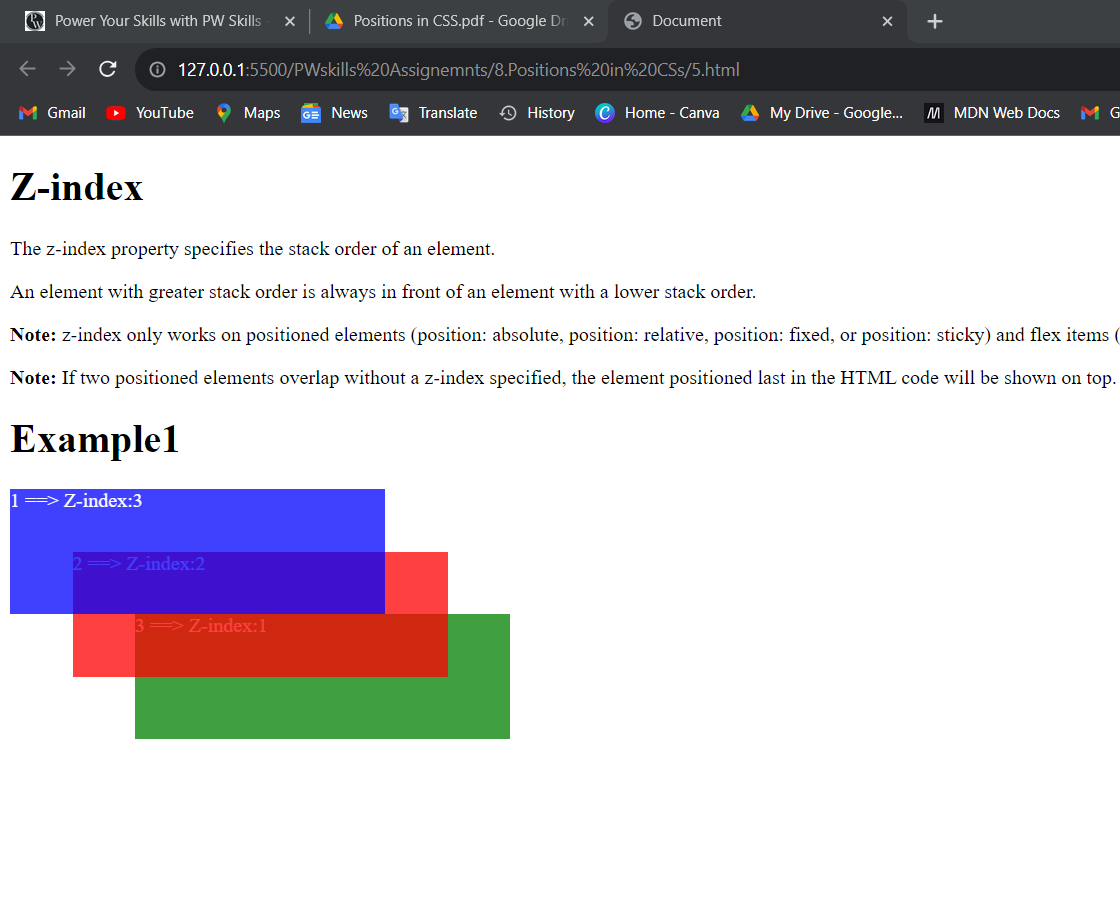 Power Your Skills with PW Skills
Positions in CSS.pdf - Google Dr
Document
127.0.0.1:5500/PWskills%20Assignemnts/8.Positions%20in%20CSs/5.html
Gmail YouTube Maps News Translate History Home - Canva My Drive - Google... MDN Web Docs G
Z-index
The z-index property specifies the stack order of an element.
An element with greater stack order is always in front of an element with a lower stack order.
Note: z-index only works on positioned elements (position: absolute, position: relative, position: fixed, or position: sticky) and flex items (
Note: If two positioned elements overlap without a z-index specified, the element positioned last in the HTML code will be shown on top.
Example1
1 ==> Z-index:3
2 ==> Z-index:2
3 ==> Z-index:1